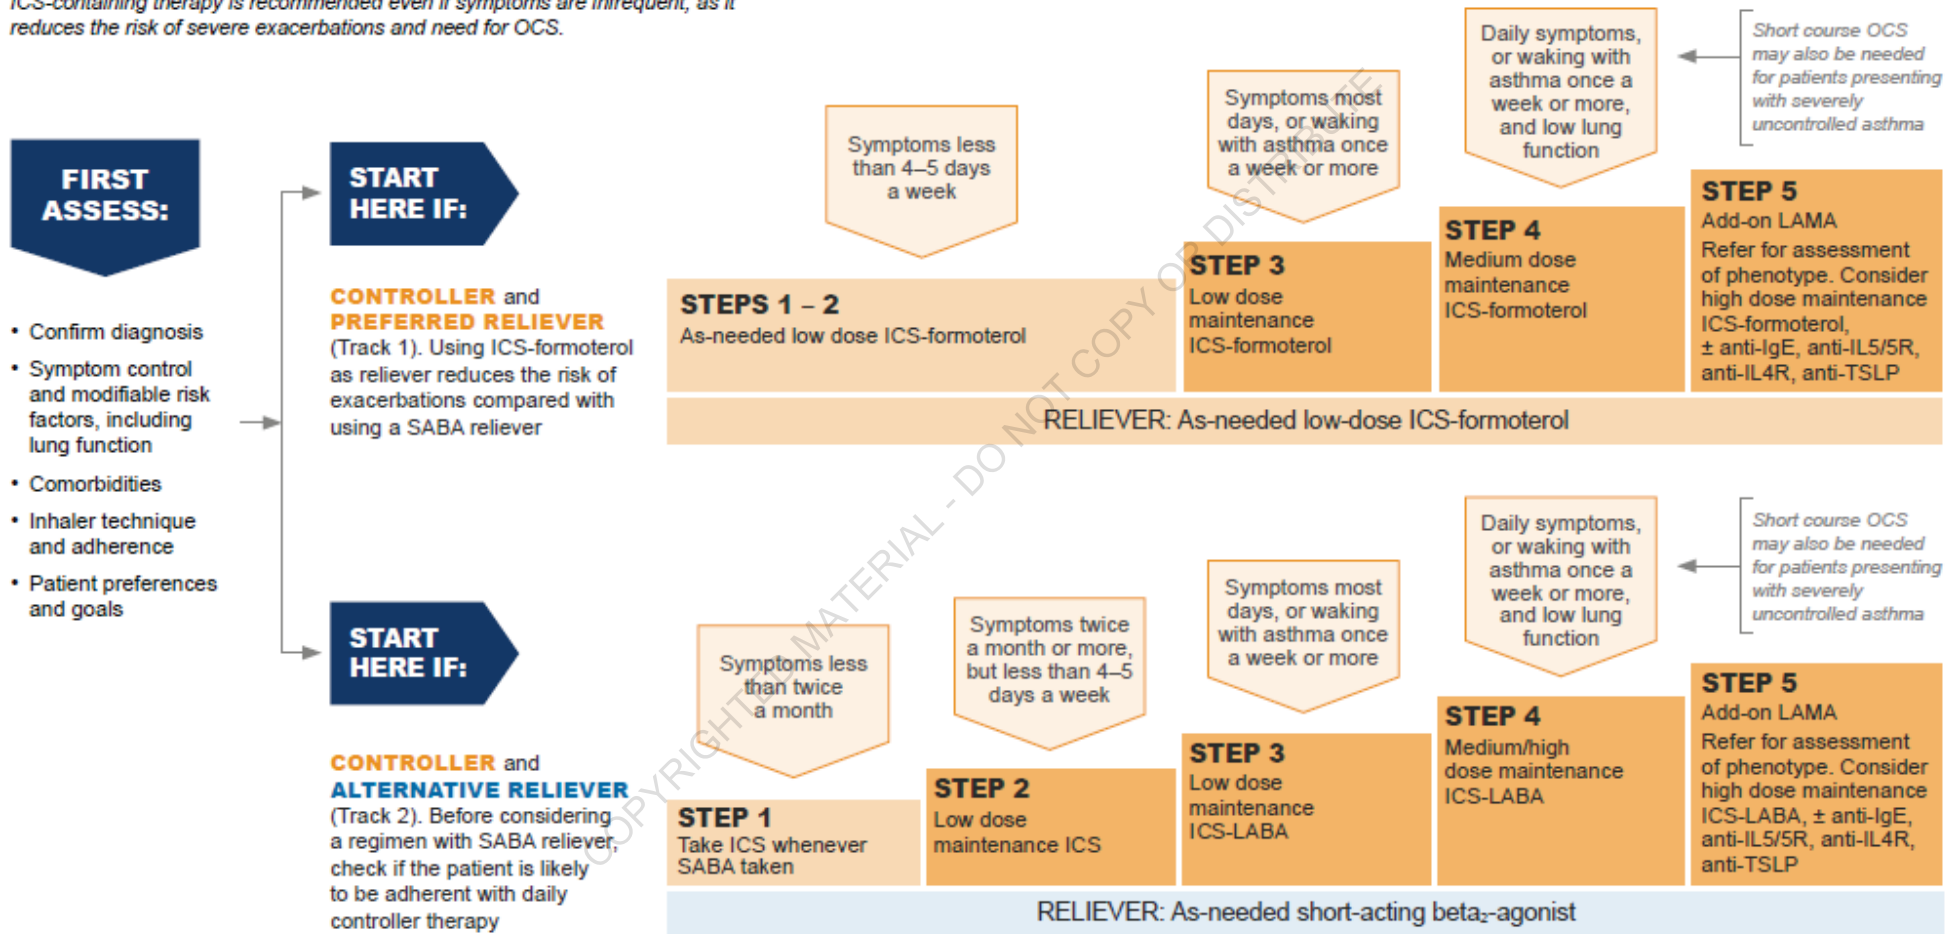 ICS-containing therapy is recommended even if symptoms are infrequent, as it
reduces the risk of severe exacerbations and need for OCS.
FIRST
ASSESS:
• Confirm diagnosis
• Symptom control
and modifiable risk
factors, including
lung function
• Comorbidities
• Inhaler technique
and adherence
• Patient preferences
and goals
START
HERE IF:
CONTROLLER and
PREFERRED RELIEVER
(Track 1). Using ICS-formoterol
as reliever reduces the risk of
exacerbations compared with
using a SABA reliever
Symptoms less
than 4–5 days
a week
Symptoms most
days, or waking
with asthma once
a week or more
Daily symptoms,
or waking with
asthma once a
week or more,
and low lung
function
Short course OCS
may also be needed
for patients presenting
with severely
uncontrolled asthma
STEPS 1 – 2
As-needed low dose ICS-formoterol
STEP 3
Low dose
maintenance
ICS-formoterol
STEP 4
Medium dose
maintenance
ICS-formoterol
STEP 5
Add-on LAMA
Refer for assessment
of phenotype. Consider
high dose maintenance
ICS-formoterol,
± anti-IgE, anti-IL5/5R,
anti-IL4R, anti-TSLP
RELIEVER: As-needed low-dose ICS-formoterol
START
HERE IF:
CONTROLLER and
ALTERNATIVE RELIEVER
(Track 2). Before considering
a regimen with SABA reliever,
check if the patient is likely
to be adherent with daily
controller therapy
Symptoms less
than twice
a month
Symptoms twice
a month or more,
but less than 4–5
days a week
Symptoms most
days, or waking
with asthma once
a week or more
Daily symptoms,
or waking with
asthma once a
week or more,
and low lung
function
Short course OCS
may also be needed
for patients presenting
with severely
uncontrolled asthma
STEP 1
Take ICS whenever
SABA taken
STEP 2
Low dose
maintenance ICS
STEP 3
Low dose
maintenance
ICS-LABA
STEP 4
Medium/high
dose maintenance
ICS-LABA
STEP 5
Add-on LAMA
Refer for assessment
of phenotype. Consider
high dose maintenance
ICS-LABA, ± anti-IgE,
anti-IL5/5R, anti-IL4R,
anti-TSLP
RELIEVER: As-needed short-acting beta₂-agonist
COPYRIGHTED MATERIAL - DO NOT COPY OR DISTRIBUTE